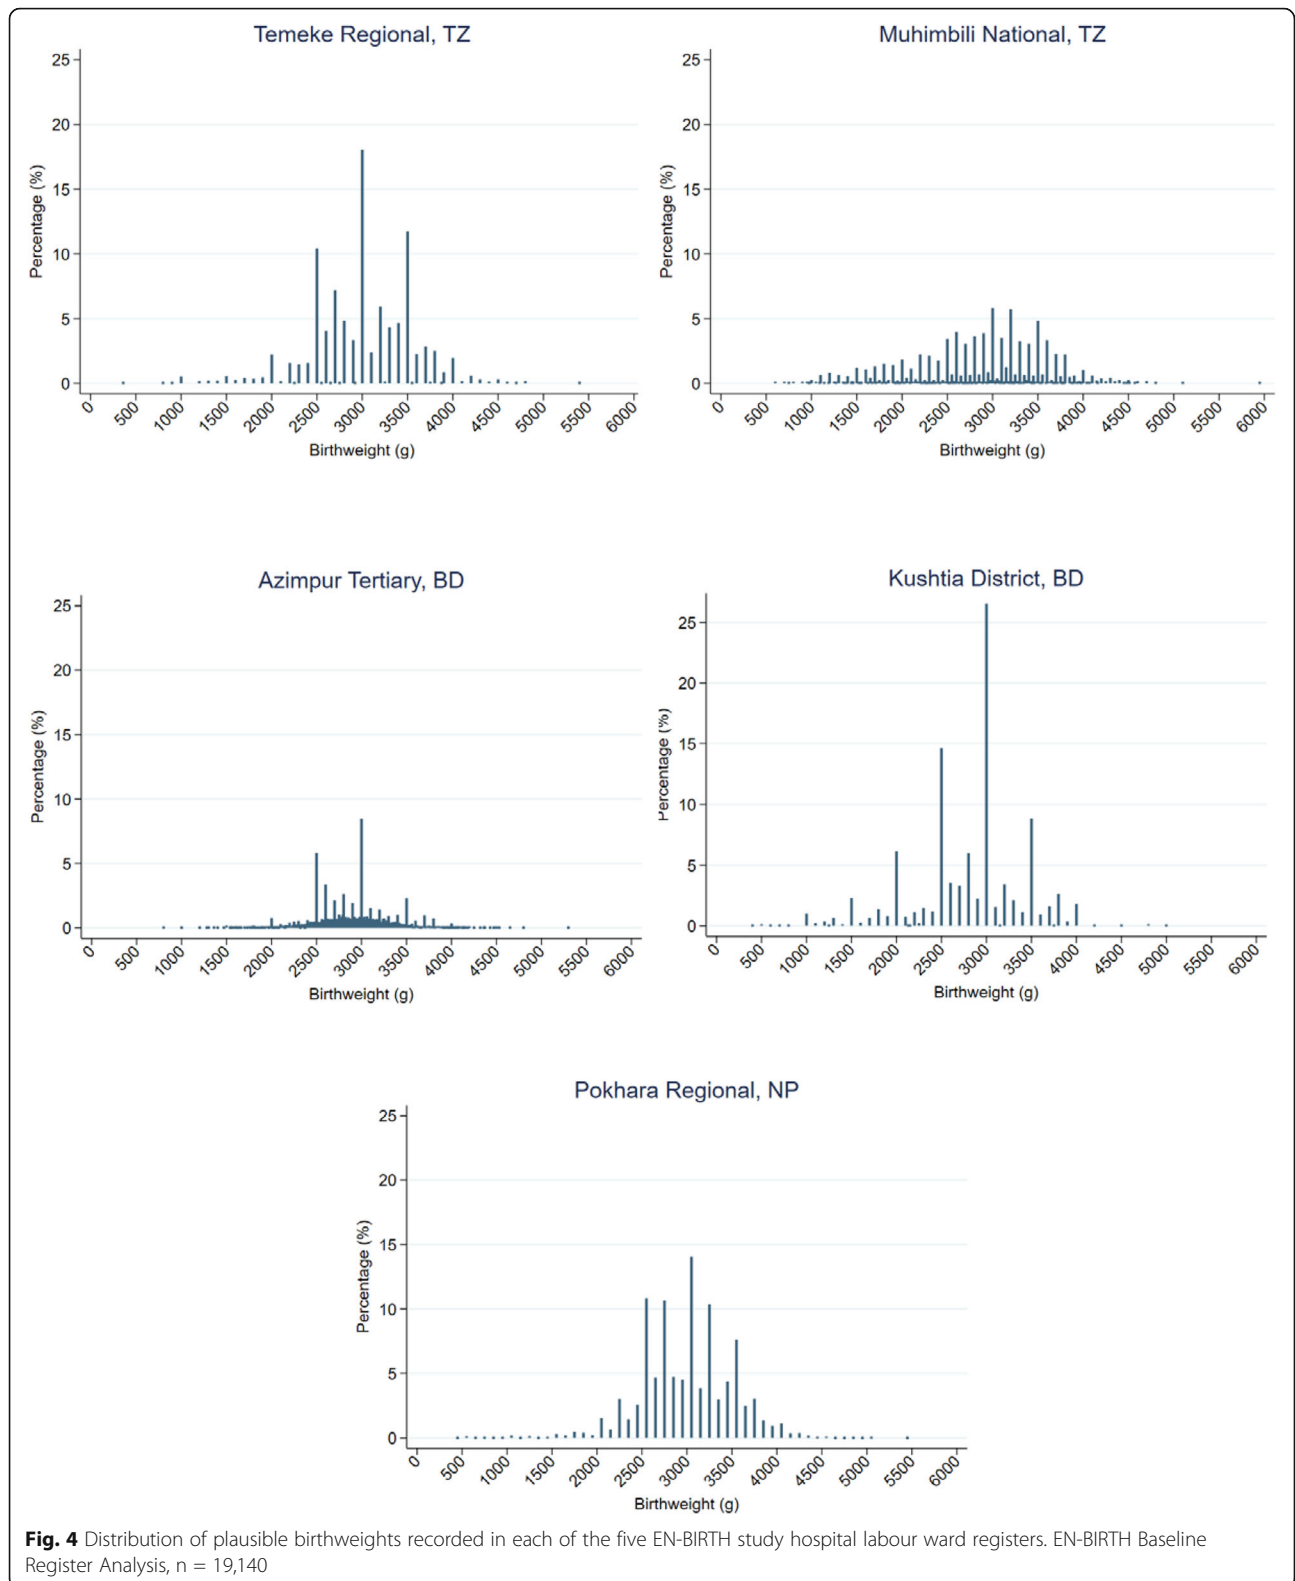 Temeke Regional, TZ
25
20
15
10
5
0
Percentage (%)
0 500 1000 1500 2000 2500 3000 3500 4000 4500 5000 5500 6000
Birthweight (g)
Muhimbili National, TZ
25
20
15
10
5
0
Percentage (%)
0 500 1000 1500 2000 2500 3000 3500 4000 4500 5000 5500 6000
Birthweight (g)
Azimpur Tertiary, BD
25
20
15
10
5
0
Percentage (%)
0 500 1000 1500 2000 2500 3000 3500 4000 4500 5000 5500 6000
Birthweight (g)
Kushtia District, BD
25
20
15
10
5
0
Percentage (%)
0 500 1000 1500 2000 2500 3000 3500 4000 4500 5000 5500 6000
Birthweight (g)
Pokhara Regional, NP
25
20
15
10
5
0
Percentage (%)
0 500 1000 1500 2000 2500 3000 3500 4000 4500 5000 5500 6000
Birthweight (g)
Fig. 4 Distribution of plausible birthweights recorded in each of the five EN-BIRTH study hospital labour ward registers. EN-BIRTH Baseline
Register Analysis, n = 19,140